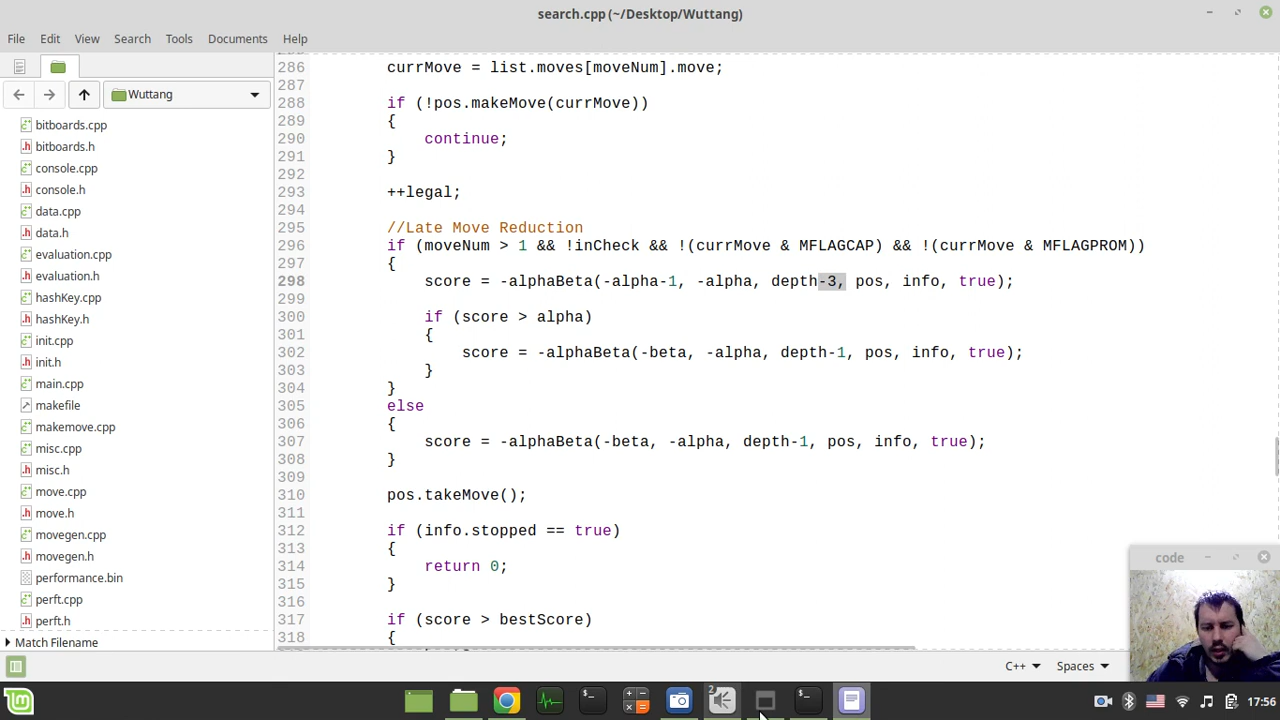 search.cpp (~/Desktop/Wuttang)
File Edit View Search Tools Documents Help
Wuttang
bitboards.cpp
bitboards.h
console.cpp
console.h
data.cpp
data.h
evaluation.cpp
evaluation.h
hashKey.cpp
hashKey.h
init.cpp
init.h
main.cpp
makefile
makemove.cpp
misc.cpp
misc.h
move.cpp
move.h
movegen.cpp
movegen.h
performance.bin
perft.cpp
perft.h
Match Filename
286 currMove = list.moves[moveNum].move;
287
288 if (!pos.makeMove(currMove))
289 {
290 continue;
291 }
292
293 ++legal;
294
295 //Late Move Reduction
296 if (moveNum > 1 && !inCheck && !(currMove & MFLAGCAP) && !(currMove & MFLAGPROM))
297 {
298 score = -alphaBeta(-alpha-1, -alpha, depth-3, pos, info, true);
299
300 if (score > alpha)
301 {
302 score = -alphaBeta(-beta, -alpha, depth-1, pos, info, true);
303 }
304 }
305 else
306 {
307 score = -alphaBeta(-beta, -alpha, depth-1, pos, info, true);
308 }
309
310 pos.takeMove();
312 if (info.stopped == true)
313 {
314 return 0;
315 }
316
317 if (score > bestScore)
318 {
code
C++ Spaces
2
17:56